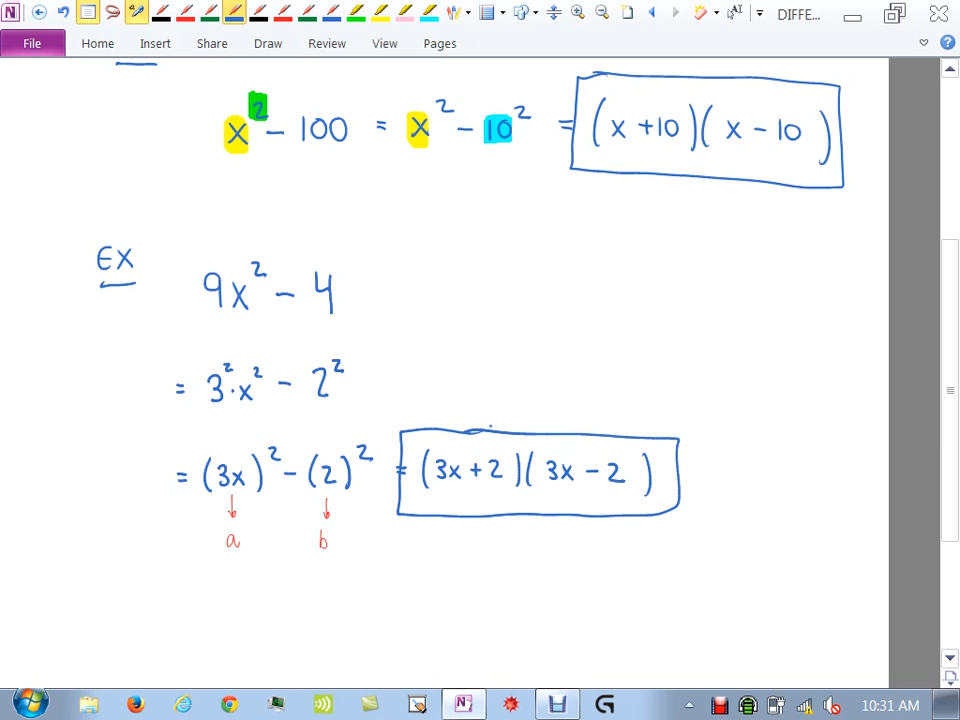 DIFFE...
File Home Insert Share Draw Review View Pages
x² - 100 = x² - 10² = (x + 10)(x - 10)
EX
9x² - 4
= 3² · x² - 2²
= (3x)² - (2)² = (3x + 2)(3x - 2)
a b
10:31 AM